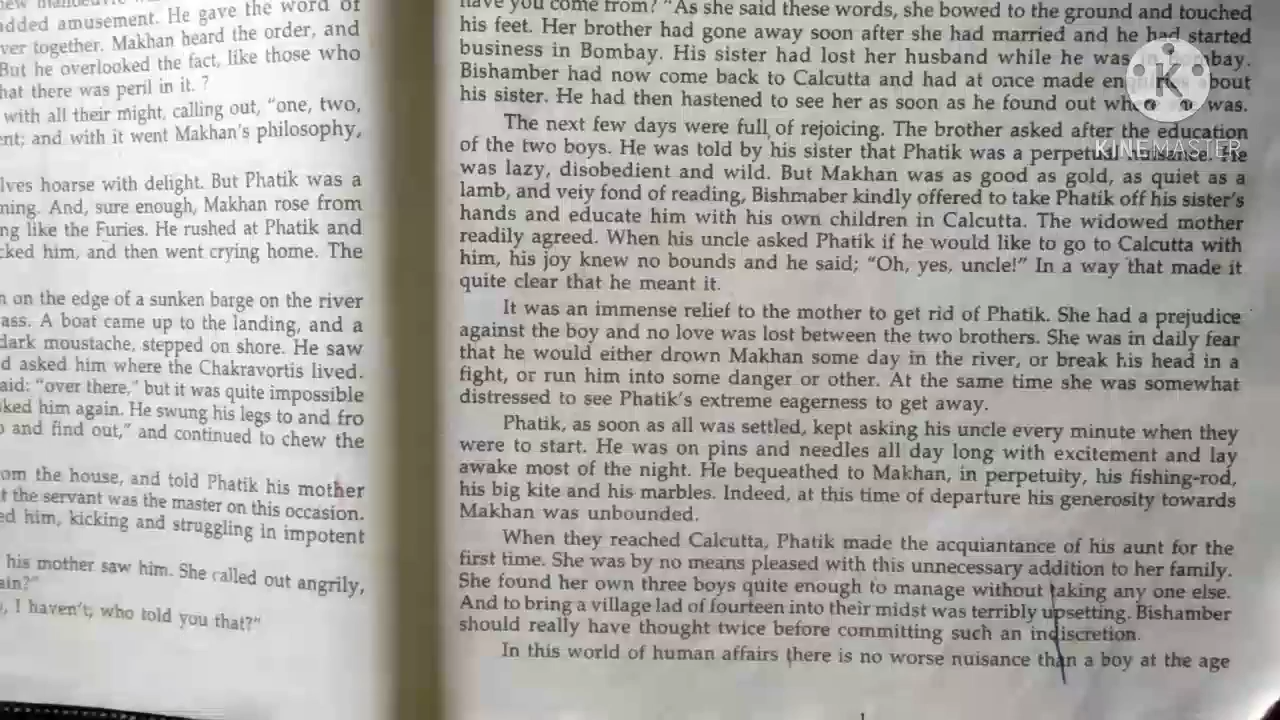 added amusement. He gave the word of
ver together. Makhan heard the order, and
But he overlooked the fact, like those who
hat there was peril in it. ?
with all their might, calling out, "one, two,
ent; and with it went Makhan's philosophy,
lves hoarse with delight. But Phatik was a
ning. And, sure enough, Makhan rose from
ng like the Furies. He rushed at Phatik and
cked him, and then went crying home. The
n on the edge of a sunken barge on the river
ass. A boat came up to the landing, and a
dark moustache, stepped on shore. He saw
d asked him where the Chakravortis lived.
aid: "over there," but it was quite impossible
ked him again. He swung his legs to and fro
o and find out," and continued to chew the
om the house, and told Phatik his mother
t the servant was the master on this occasion.
ed him, kicking and struggling in impotent
his mother saw him. She called out angrily,
ain?"
, I haven't, who told you that?"
have you come from? "As she said these words, she bowed to the ground and touched
his feet. Her brother had gone away soon after she had married and he had started
business in Bombay. His sister had lost her husband while he was in Bombay.
Bishamber had now come back to Calcutta and had at once made en about
his sister. He had then hastened to see her as soon as he found out was.
The next few days were full of rejoicing. The brother asked after the education
of the two boys. He was told by his sister that Phatik was a perpetual nuisance. He
was lazy, disobedient and wild. But Makhan was as good as gold, as quiet as a
lamb, and veiy fond of reading, Bishmaber kindly offered to take Phatik off his sister's
hands and educate him with his own children in Calcutta. The widowed mother
readily agreed. When his uncle asked Phatik if he would like to go to Calcutta with
him, his joy knew no bounds and he said; "Oh, yes, uncle!" In a way that made it
quite clear that he meant it.
It was an immense relief to the mother to get rid of Phatik. She had a prejudice
against the boy and no love was lost between the two brothers. She was in daily fear
that he would either drown Makhan some day in the river, or break his head in a
fight, or run him into some danger or other. At the same time she was somewhat
distressed to see Phatik's extreme eagerness to get away.
Phatik, as soon as all was settled, kept asking his uncle every minute when they
were to start. He was on pins and needles all day long with excitement and lay
awake most of the night. He bequeathed to Makhan, in perpetuity, his fishing-rod,
his big kite and his marbles. Indeed, at this time of departure his generosity towards
Makhan was unbounded.
When they reached Calcutta, Phatik made the acquiantance of his aunt for the
first time. She was by no means pleased with this unnecessary addition to her family.
She found her own three boys quite enough to manage without taking any one else.
And to bring a village lad of fourteen into their midst was terribly upsetting. Bishamber
should really have thought twice before committing such an indiscretion.
In this world of human affairs there is no worse nuisance than a boy at the age
K
KINEMASTER